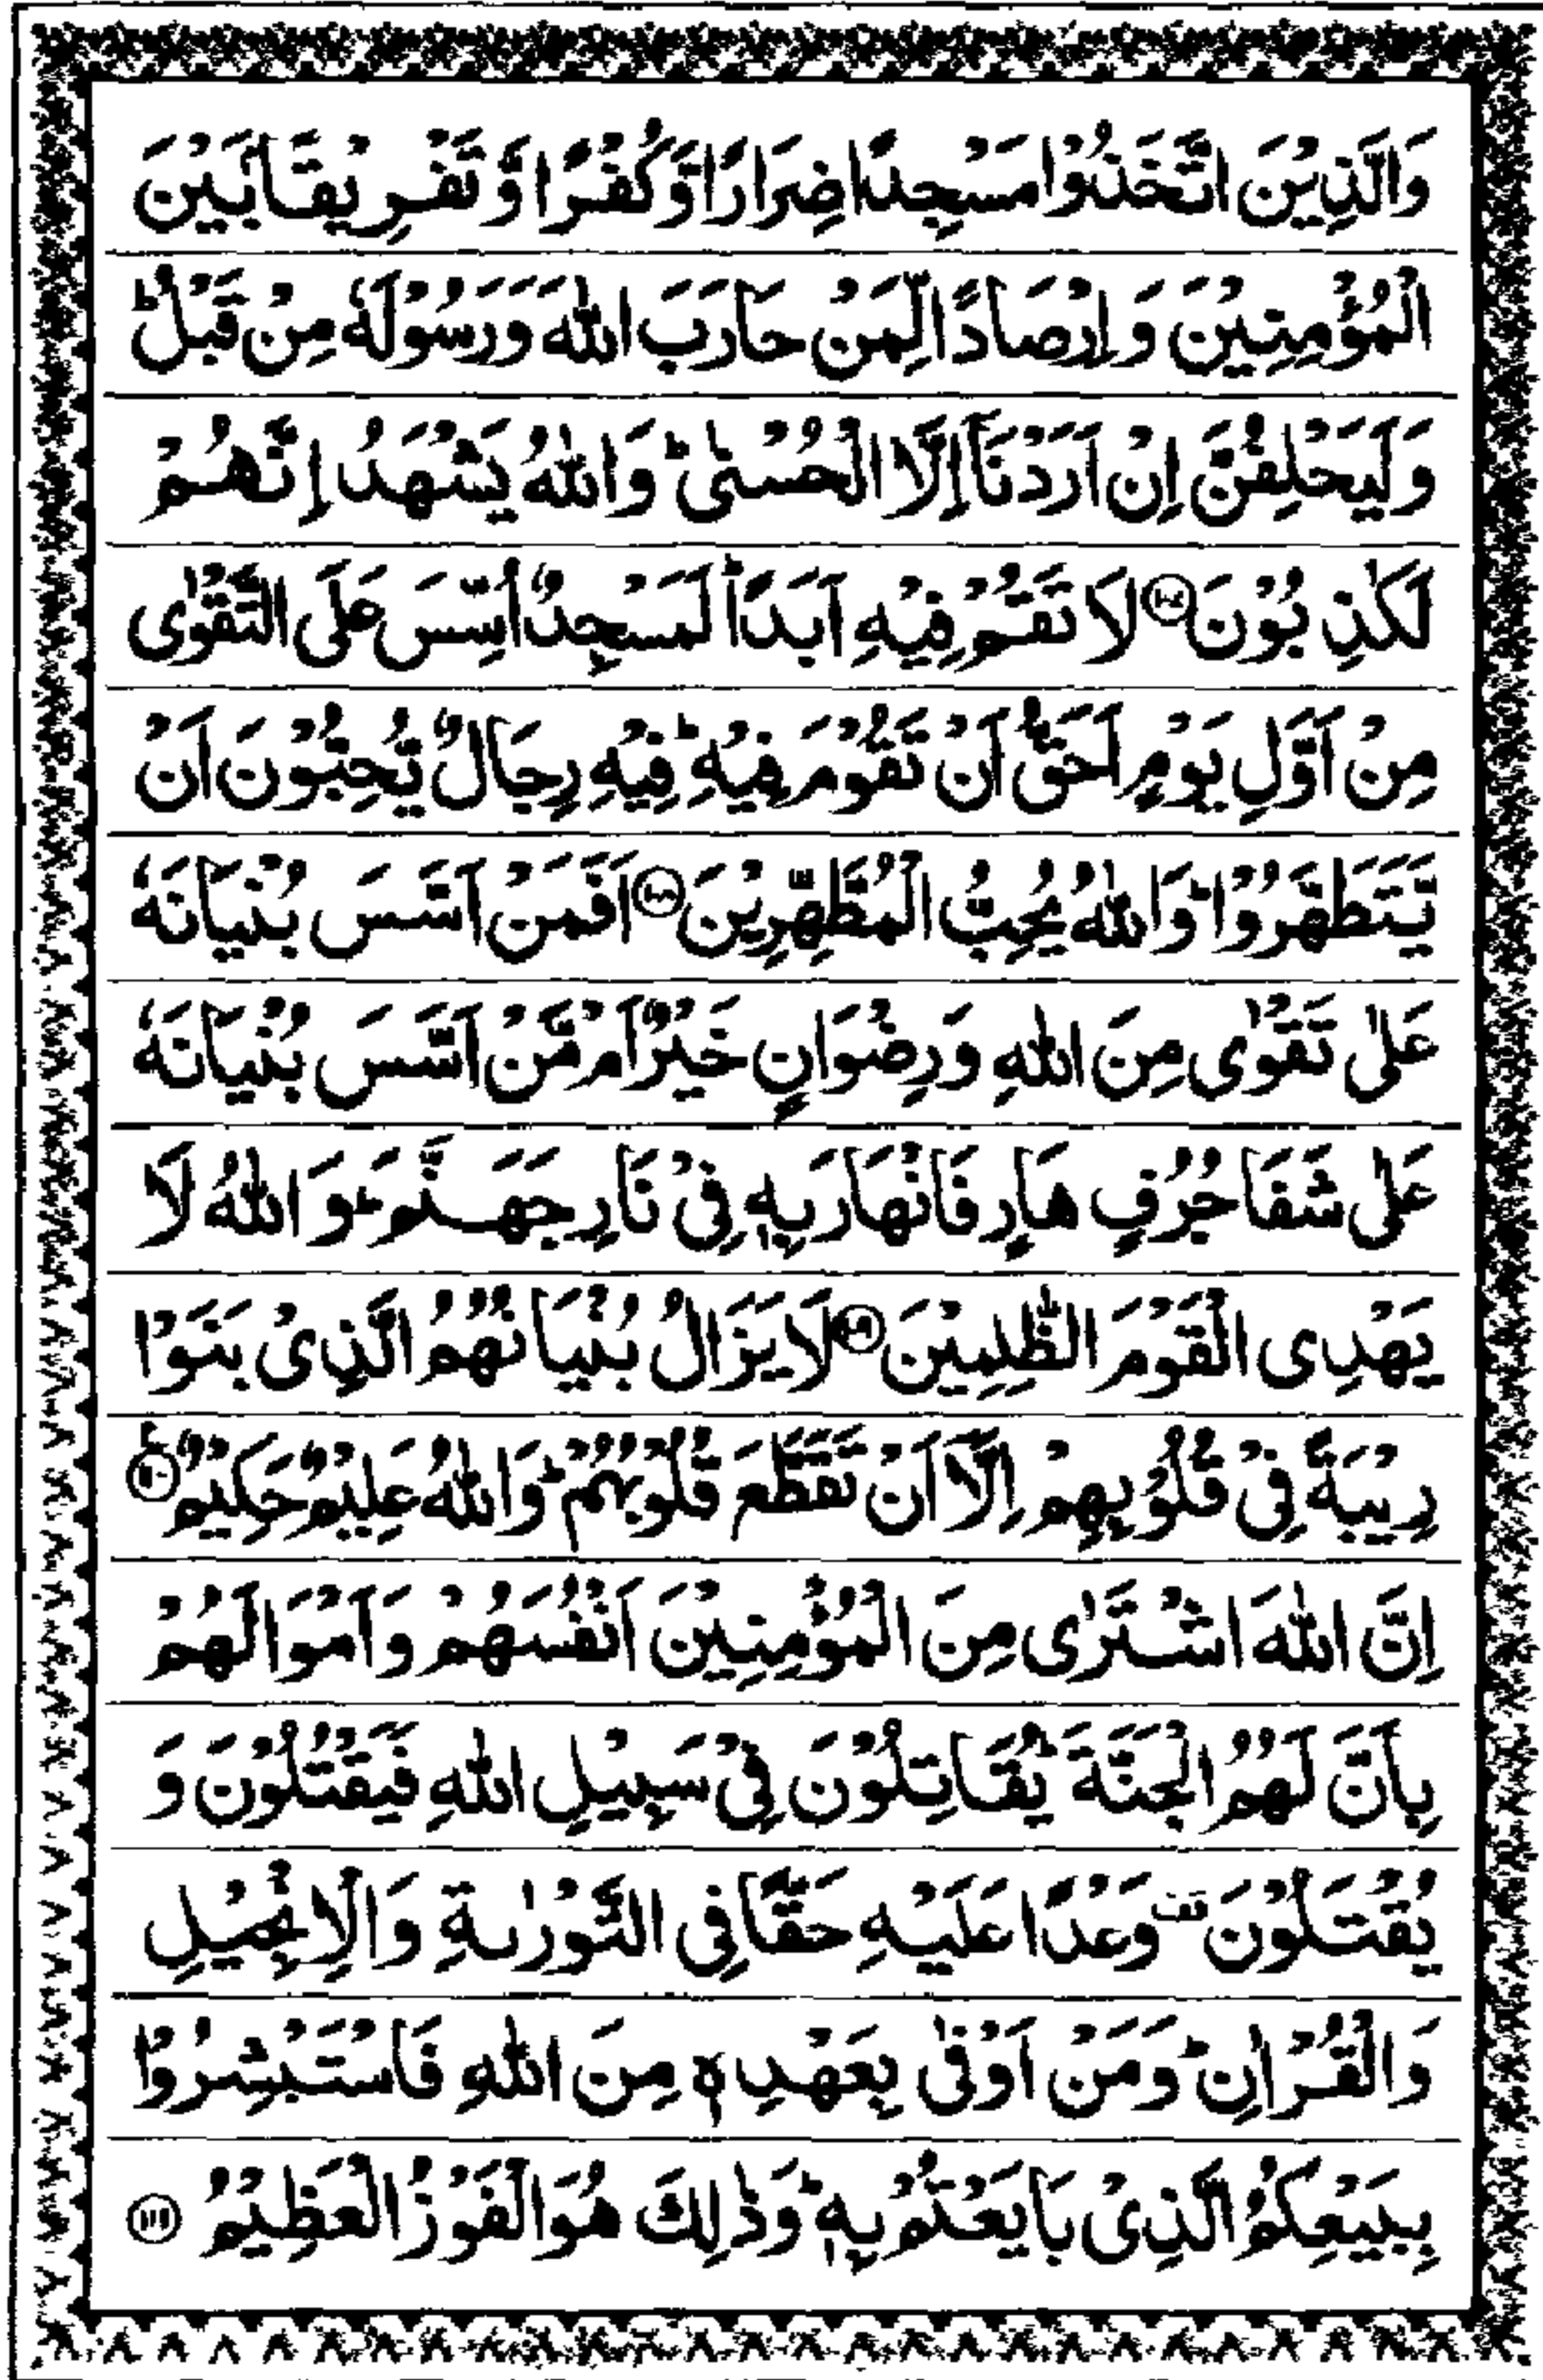 وَالَّذِيْنَ اتَّخَذُوْا مَسْجِدًا ضِرَارًا وَّكُفْرًا وَّ تَفْرِيْقًا بَيْنَ
الْمُؤْمِنِيْنَ وَ اِرْصَادًا لِّمَنْ حَارَبَ اللّٰهَ وَرَسُوْلَهٗ مِنْ قَبْلُ ؕ
وَلَيَحْلِفُنَّ اِنْ اَرَدْنَاۤ اِلَّا الْحُسْنٰى ؕ وَاللّٰهُ يَشْهَدُ اِنَّهُمْ
لَكٰذِبُوْنَ ﴿۱۰۷﴾ لَا تَقُمْ فِيْهِ اَبَدًا ؕ لَمَسْجِدٌ اُسِّسَ عَلَى التَّقْوٰى
مِنْ اَوَّلِ يَوْمٍ اَحَقُّ اَنْ تَقُوْمَ فِيْهِ ؕ فِيْهِ رِجَالٌ يُّحِبُّوْنَ اَنْ
يَّتَطَهَّرُوْا ؕ وَاللّٰهُ يُحِبُّ الْمُطَّهِّرِيْنَ ﴿۱۰۸﴾ اَفَمَنْ اَسَّسَ بُنْيَانَهٗ
عَلٰى تَقْوٰى مِنَ اللّٰهِ وَرِضْوَانٍ خَيْرٌ اَمْ مَّنْ اَسَّسَ بُنْيَانَهٗ
عَلٰى شَفَا جُرُفٍ هَارٍ فَانْهَارَ بِهٖ فِيْ نَارِ جَهَنَّمَ ؕ وَ اللّٰهُ لَا
يَهْدِى الْقَوْمَ الظّٰلِمِيْنَ ﴿۱۰۹﴾ لَا يَزَالُ بُنْيَانُهُمُ الَّذِىْ بَنَوْا
رِيْبَةً فِيْ قُلُوْبِهِمْ اِلَّاۤ اَنْ تَقَطَّعَ قُلُوْبُهُمْ ؕ وَاللّٰهُ عَلِيْمٌ حَكِيْمٌ ﴿۱۱۰﴾
اِنَّ اللّٰهَ اشْتَرٰى مِنَ الْمُؤْمِنِيْنَ اَنْفُسَهُمْ وَاَمْوَالَهُمْ
بِاَنَّ لَهُمُ الْجَنَّةَ ؕ يُقَاتِلُوْنَ فِيْ سَبِيْلِ اللّٰهِ فَيَقْتُلُوْنَ وَ
يُقْتَلُوْنَ قف وَعْدًا عَلَيْهِ حَقًّا فِى التَّوْرٰىةِ وَالْاِنْجِيْلِ
وَالْقُرْاٰنِ ؕ وَمَنْ اَوْفٰى بِعَهْدِهٖ مِنَ اللّٰهِ فَاسْتَبْشِرُوْا
بِبَيْعِكُمُ الَّذِىْ بَايَعْتُمْ بِهٖ ؕ وَذٰلِكَ هُوَ الْفَوْزُ الْعَظِيْمُ ﴿۱۱۱﴾